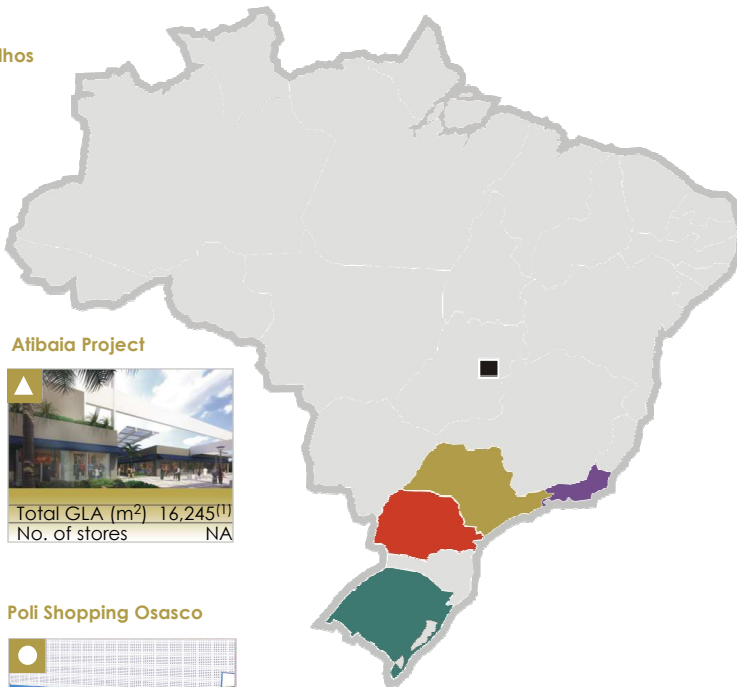 lhos
Atibaia Project
Total GLA (m²) 16,245(1)
No. of stores NA
Poli Shopping Osasco